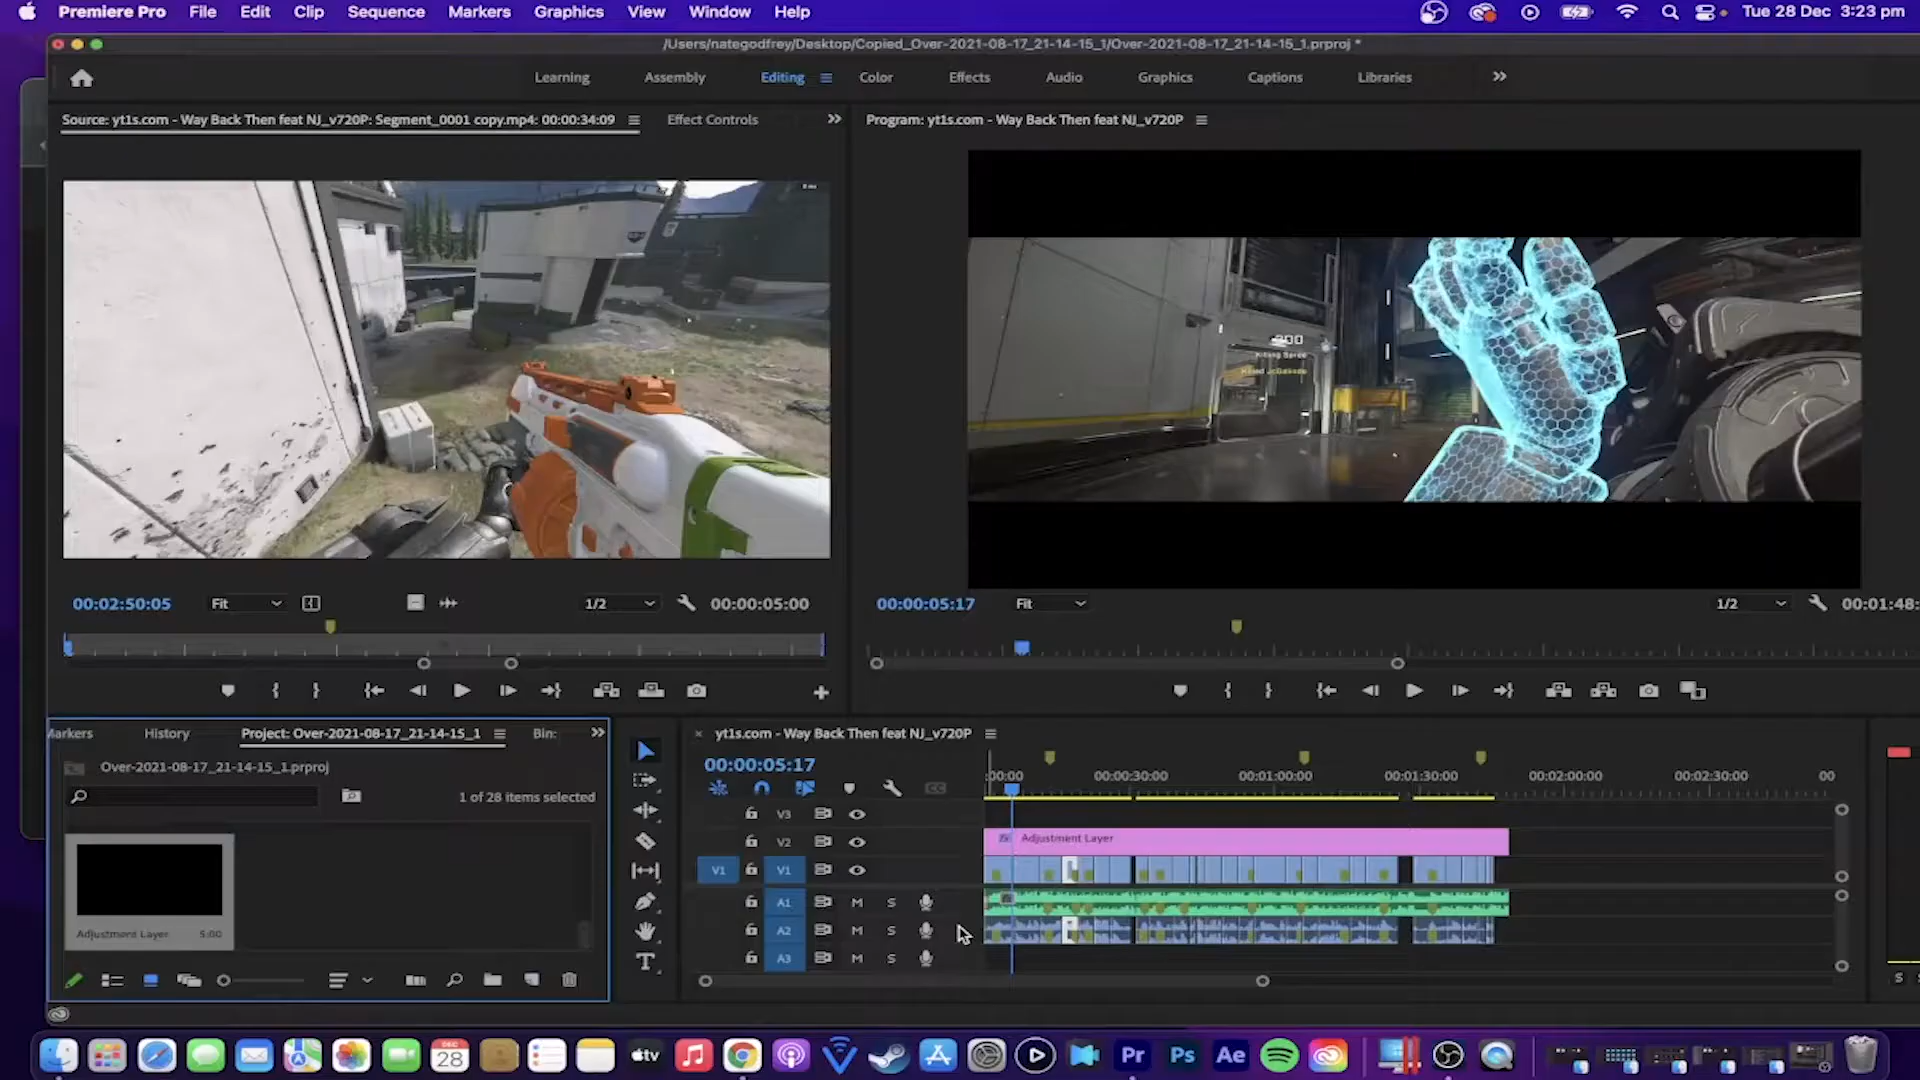 Premiere Pro File Edit Clip Sequence Markers Graphics View Window Help Tue 28 Dec 3:23 pm
/Users/nategodfrey/Desktop/Copied_Over-2021-08-17_21-14-15_1/Over-2021-08-17_21-14-15_1.prproj *
Learning Assembly Editing Color Effects Audio Graphics Captions Libraries
Source: yt1s.com - Way Back Then feat NJ_v720P: Segment_0001 copy.mp4: 00:00:34:09 Effect Controls
Program: yt1s.com - Way Back Then feat NJ_v720P
Killing Spree
00:02:50:05 Fit 1/2 00:00:05:00
00:00:05:17 Fit 1/2 00:01:48:
Markers History Project: Over-2021-08-17_21-14-15_1 Bin:
Over-2021-08-17_21-14-15_1.prproj
1 of 28 items selected
Adjustment Layer 5:00
yt1s.com - Way Back Then feat NJ_v720P
00:00:05:17
:00:00 00:00:30:00 00:01:00:00 00:01:30:00 00:02:00:00 00:02:30:00 00
V3
V2
fx Adjustment Layer
V1 V1
A1 M S
A2 M S
A3 M S
S S
DEC
28
tv
Pr Ps Ae